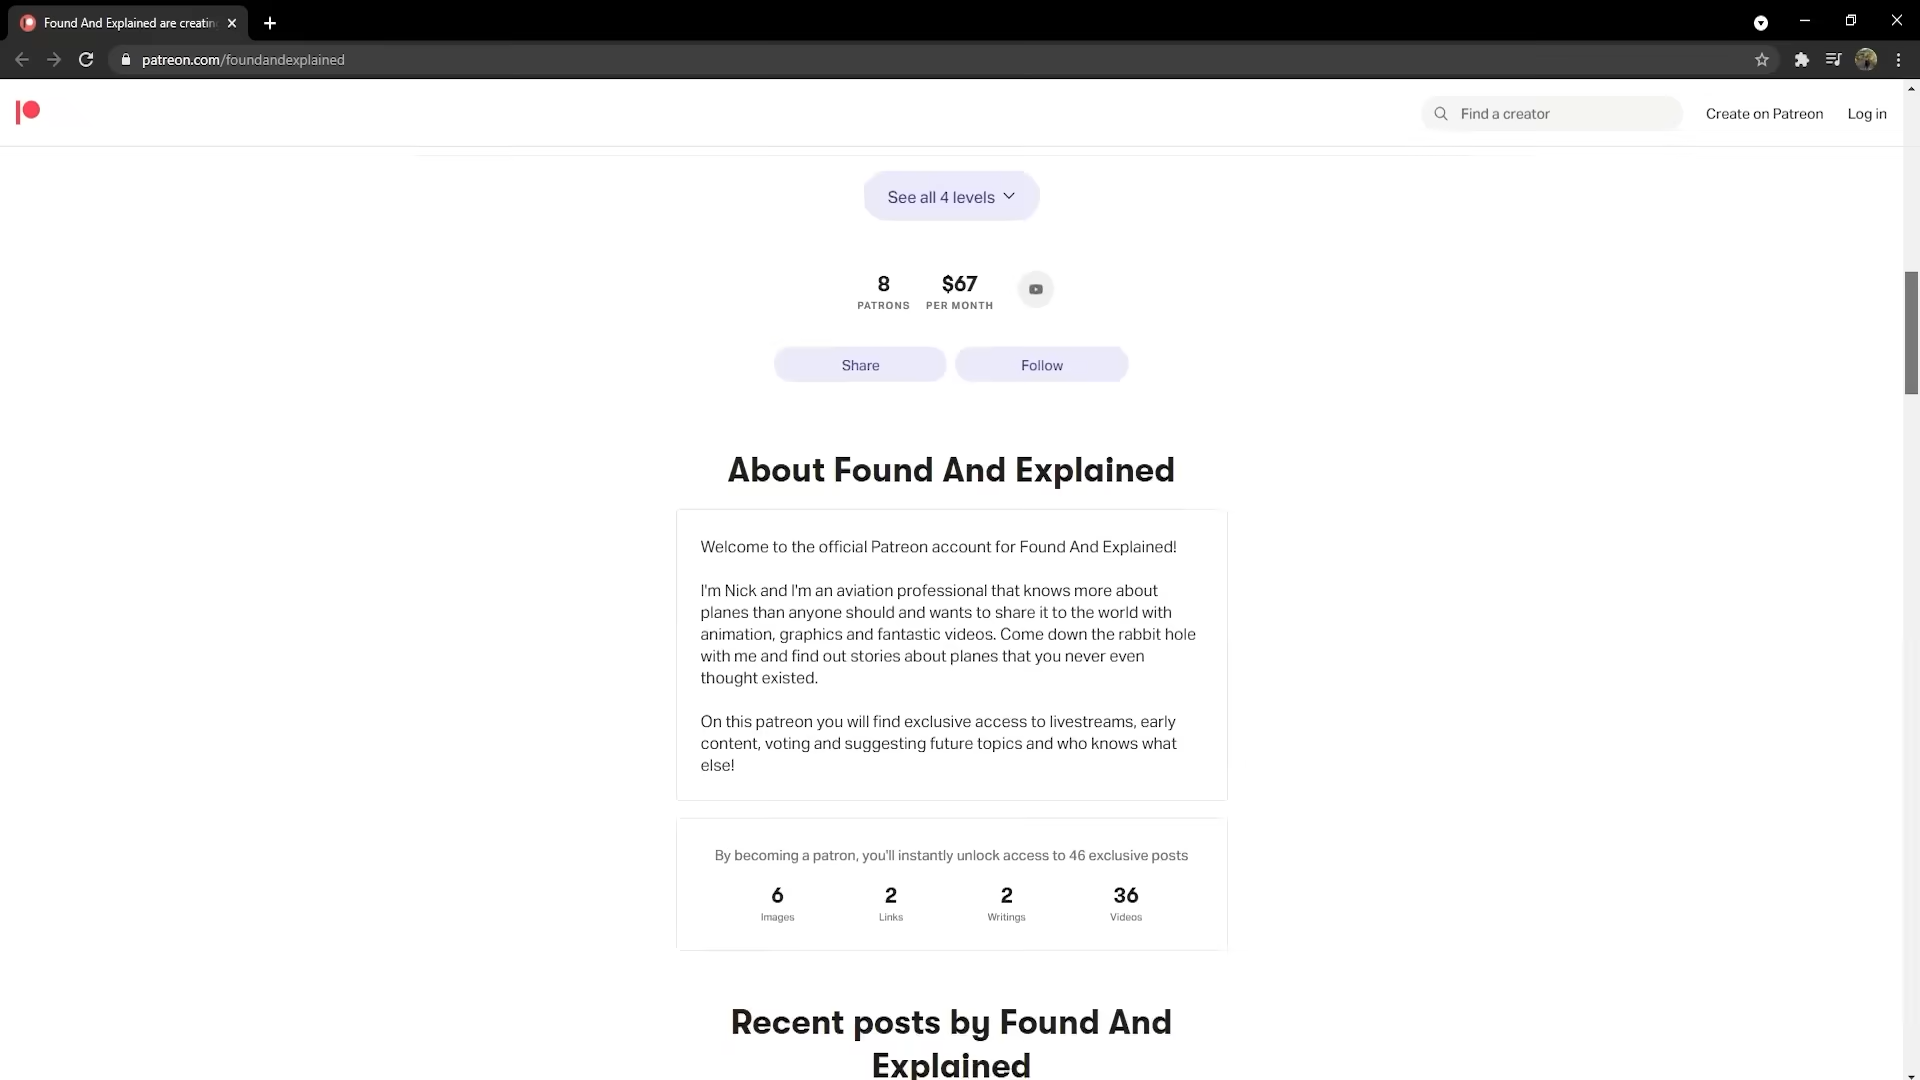 Found And Explained are creatin
patreon.com/foundandexplained
Find a creator
Create on Patreon
Log in
See all 4 levels
8
$67
PATRONS
PER MONTH
Share
Follow
About Found And Explained
Welcome to the official Patreon account for Found And Explained!
I'm Nick and I'm an aviation professional that knows more about
planes than anyone should and wants to share it to the world with
animation, graphics and fantastic videos. Come down the rabbit hole
with me and find out stories about planes that you never even
thought existed.
On this patreon you will find exclusive access to livestreams, early
content, voting and suggesting future topics and who knows what
else!
By becoming a patron, you'll instantly unlock access to 46 exclusive posts
6
2
2
36
Images
Links
Writings
Videos
Recent posts by Found And
Explained